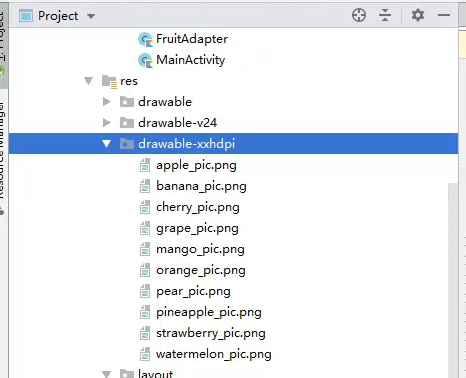 Project
1: Project
FruitAdapter
MainActivity
res
drawable
drawable-v24
drawable-xxhdpi
Resource Manager
apple_pic.png
banana_pic.png
cherry_pic.png
grape_pic.png
mango_pic.png
orange_pic.png
pear_pic.png
pineapple_pic.png
strawberry_pic.png
watermelon_pic.png
layout